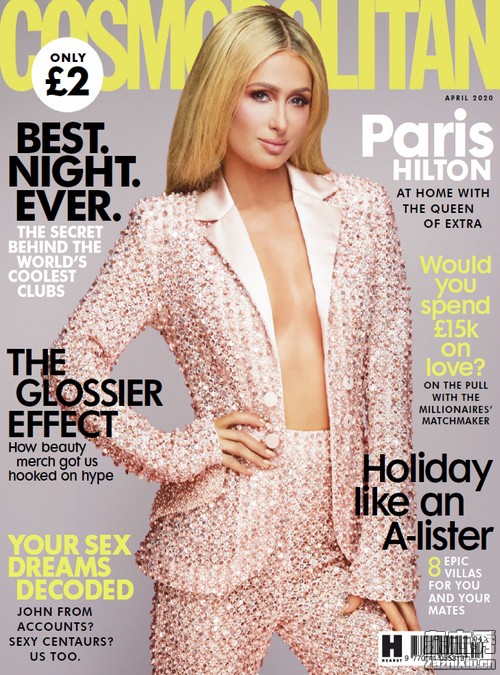 COSMOPOLITAN
ONLY
£2
APRIL 2020
BEST.
NIGHT.
EVER.
THE SECRET
BEHIND THE
WORLD'S
COOLEST
CLUBS
Paris
HILTON
AT HOME WITH
THE QUEEN
OF EXTRA
Would
you
spend
£15k
on
love?
ON THE PULL
WITH THE
MILLIONAIRES'
MATCHMAKER
THE
GLOSSIER
EFFECT
How beauty
merch got us
hooked on hype
Holiday
like an
A-lister
8 EPIC
VILLAS
FOR YOU
AND YOUR
MATES
YOUR SEX
DREAMS
DECODED
JOHN FROM
ACCOUNTS?
SEXY CENTAURS?
US TOO.
H
HEARST